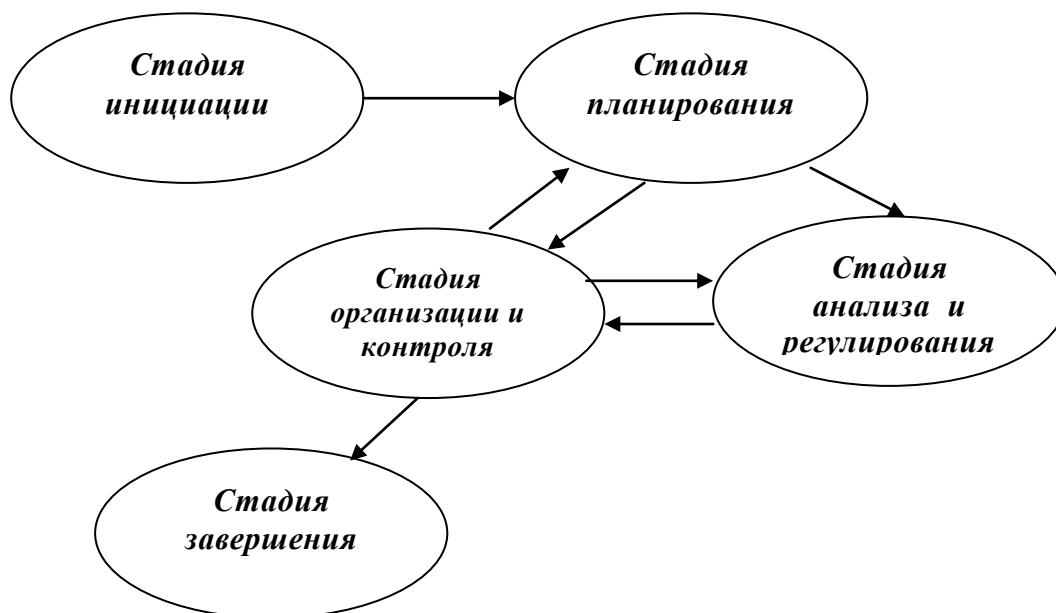 Стадия
инициации
Стадия
планирования
Стадия
организации и
контроля
Стадия
анализа и
регулирования
Стадия
завершения